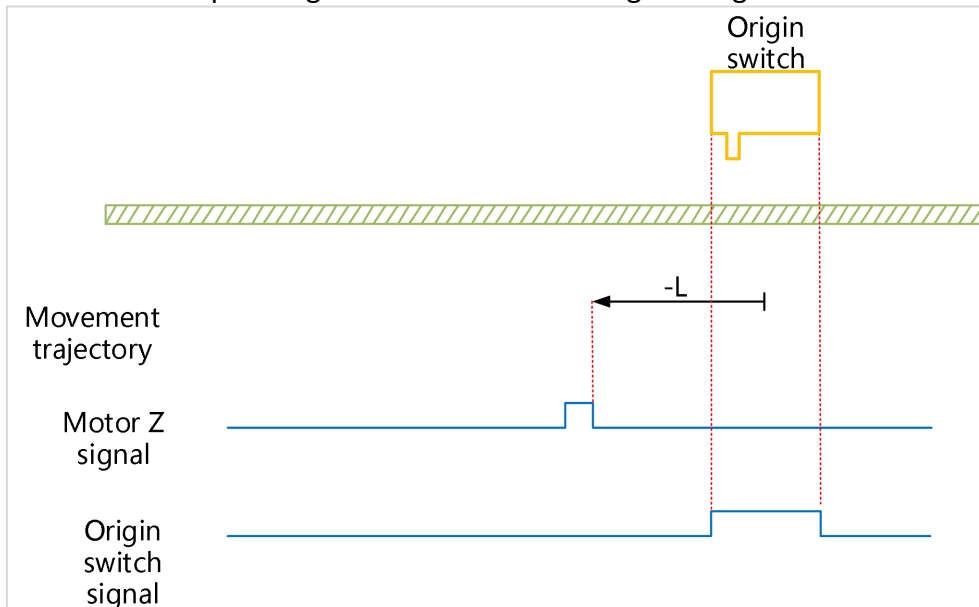 Origin
switch
-L
Movement
trajectory
Motor Z
signal
Origin
switch
signal